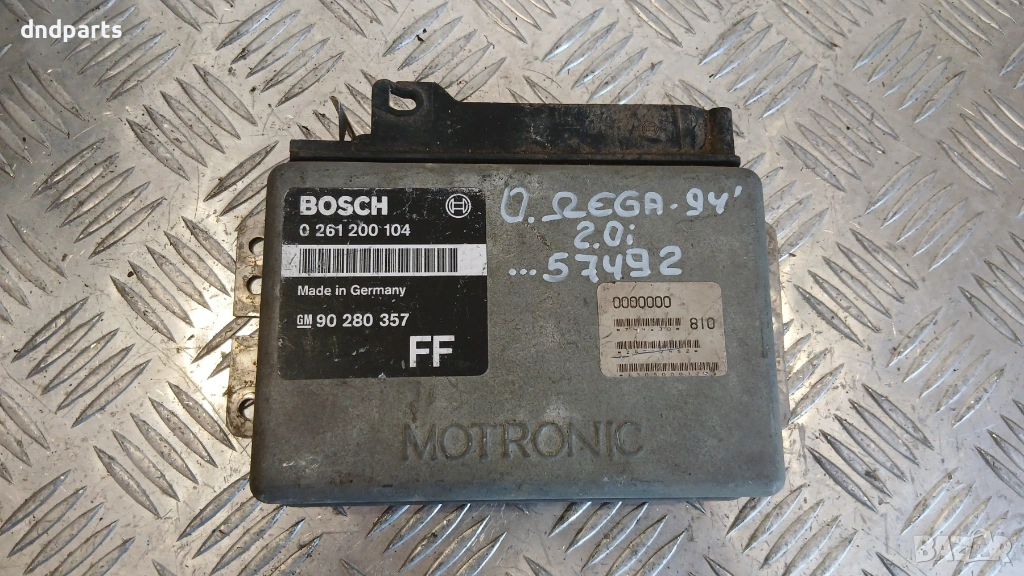 dndparts
BOSCH
0 261 200 104
Made in Germany
GM 90 280 357
FF
O. ΩEGA - 94'
2.0i
...57492
0000000
810
MOTRONIC
BAZAR